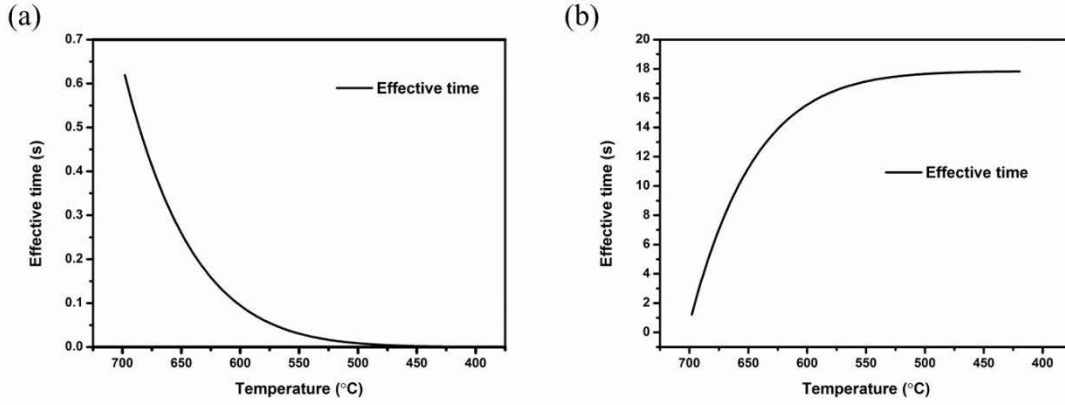 (a)
0.7
0.6
0.5
0.4
0.3
0.2
0.1
0.0
Effective time (s)
Effective time
700 650 600 550 500 450 400
Temperature (°C)
(b)
20
18
16
14
12
10
8
6
4
2
0
Effective time (s)
Effective time
700 650 600 550 500 450 400
Temperature (°C)